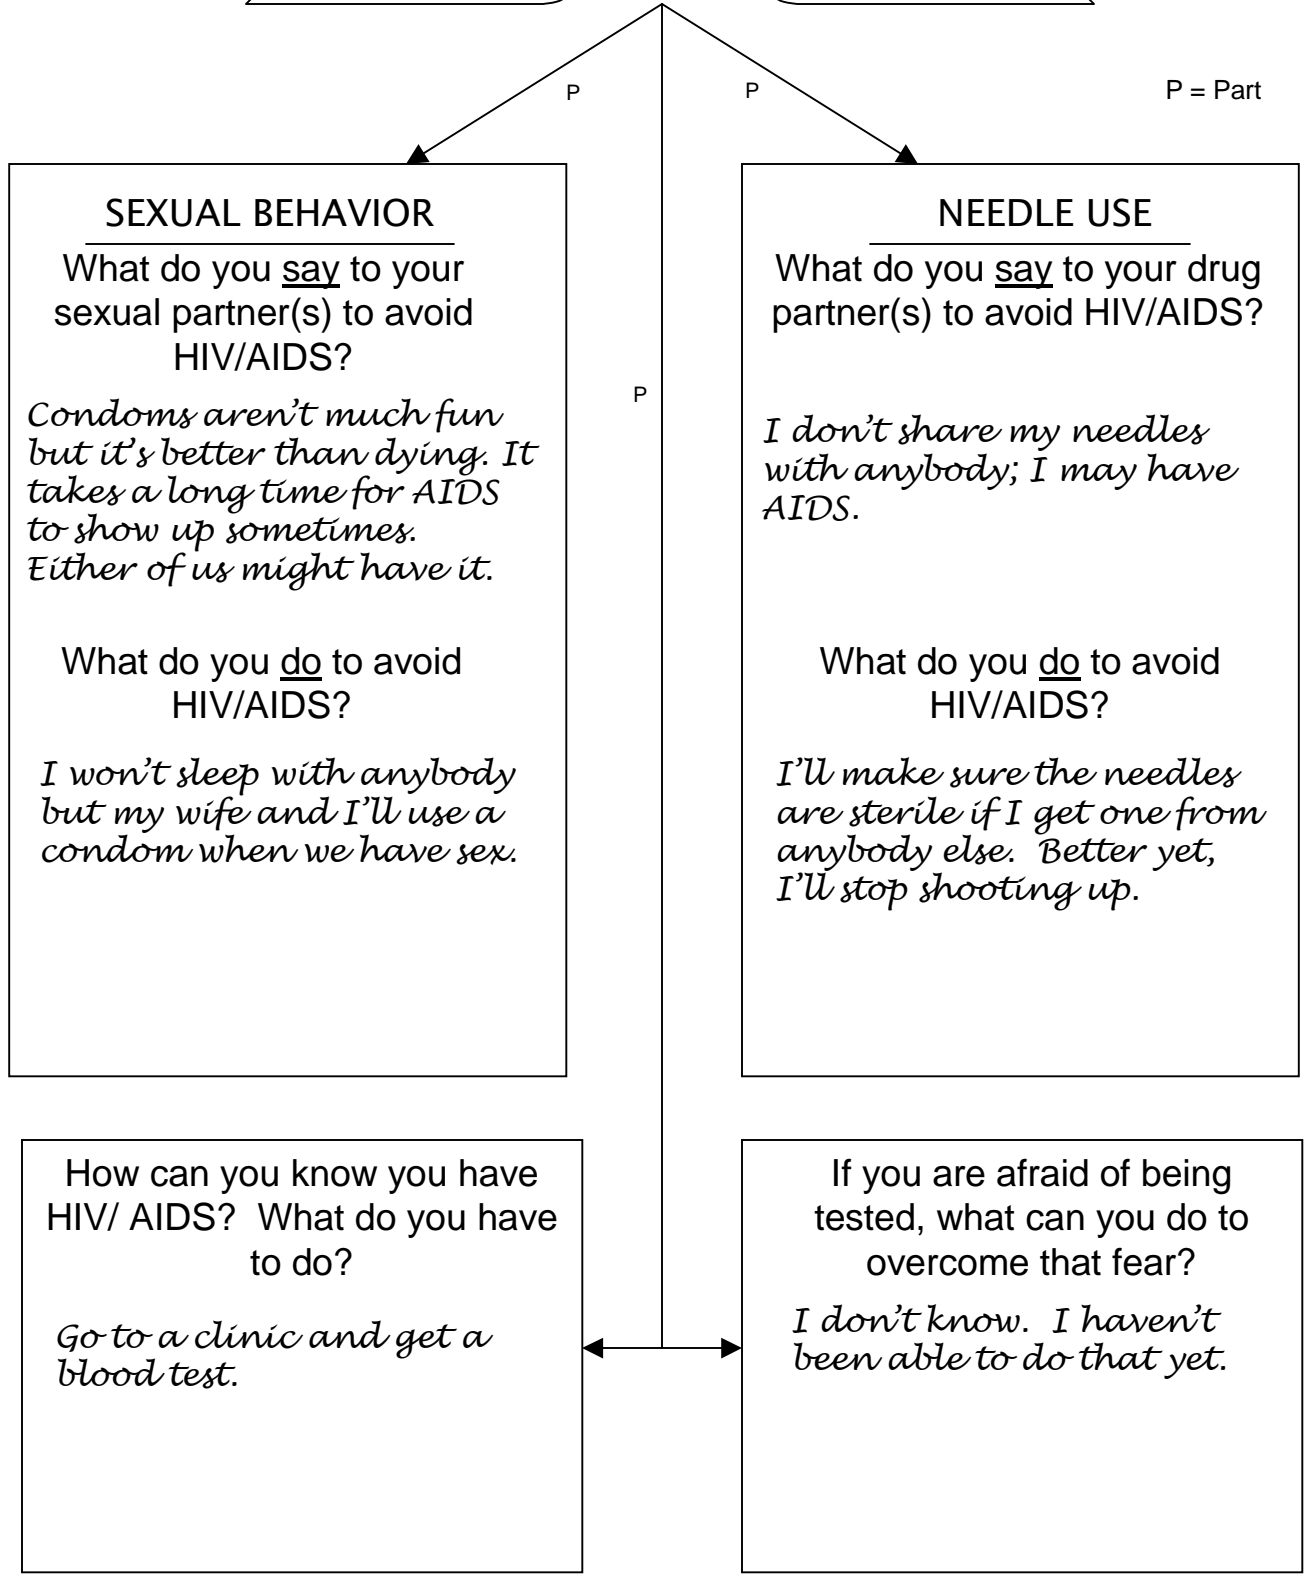 P
P
P = Part
SEXUAL BEHAVIOR
What do you say to your
sexual partner(s) to avoid
HIV/AIDS?
Condoms aren't much fun
but it's better than dying. It
takes a long time for AIDS
to show up sometimes.
Either of us might have it.
What do you do to avoid
HIV/AIDS?
I won't sleep with anybody
but my wife and I'll use a
condom when we have sex.
P
NEEDLE USE
What do you say to your drug
partner(s) to avoid HIV/AIDS?
I don't share my needles
with anybody; I may have
AIDS.
What do you do to avoid
HIV/AIDS?
I'll make sure the needles
are sterile if I get one from
anybody else.  Better yet,
I'll stop shooting up.
How can you know you have
HIV/ AIDS?  What do you have
to do?
Go to a clinic and get a
blood test.
If you are afraid of being
tested, what can you do to
overcome that fear?
I don't know.  I haven't
been able to do that yet.